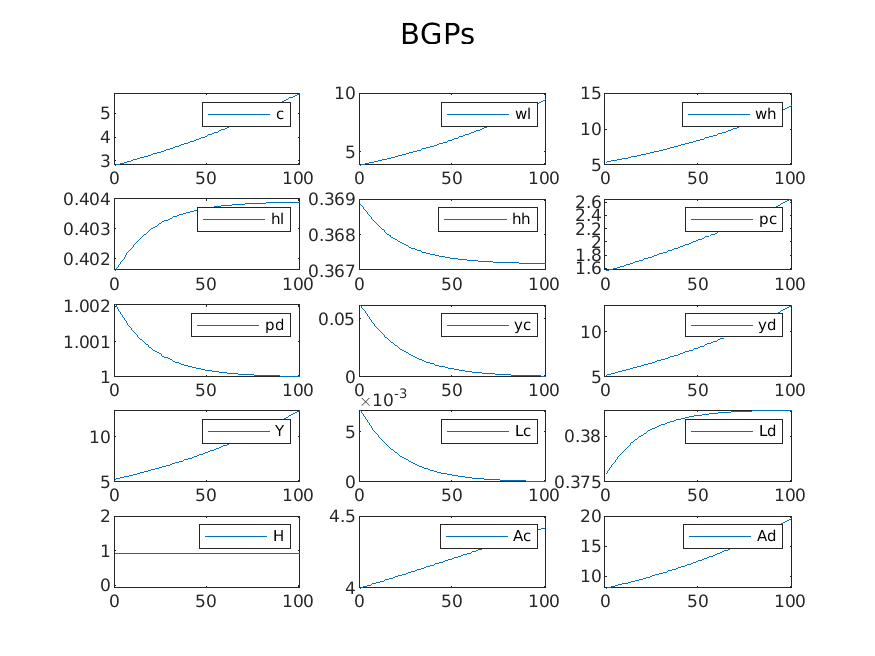 BGPs
5
4
3
c
0 50 100
10
5
wl
0 50 100
15
10
5
wh
0 50 100
0.404
0.403
0.402
hl
0 50 100
0.369
0.368
0.367
hh
0 50 100
2.6
2.4
2.2
2
1.8
1.6
pc
0 50 100
1.002
1.001
1
pd
0 50 100
0.05
0
yc
0 50 100
10
5
yd
0 50 100
10
5
Y
0 50 100
×10-3
5
0
Lc
0 50 100
0.38
0.375
Ld
0 50 100
2
1
0
H
0 50 100
4.5
4
Ac
0 50 100
20
15
10
Ad
0 50 100